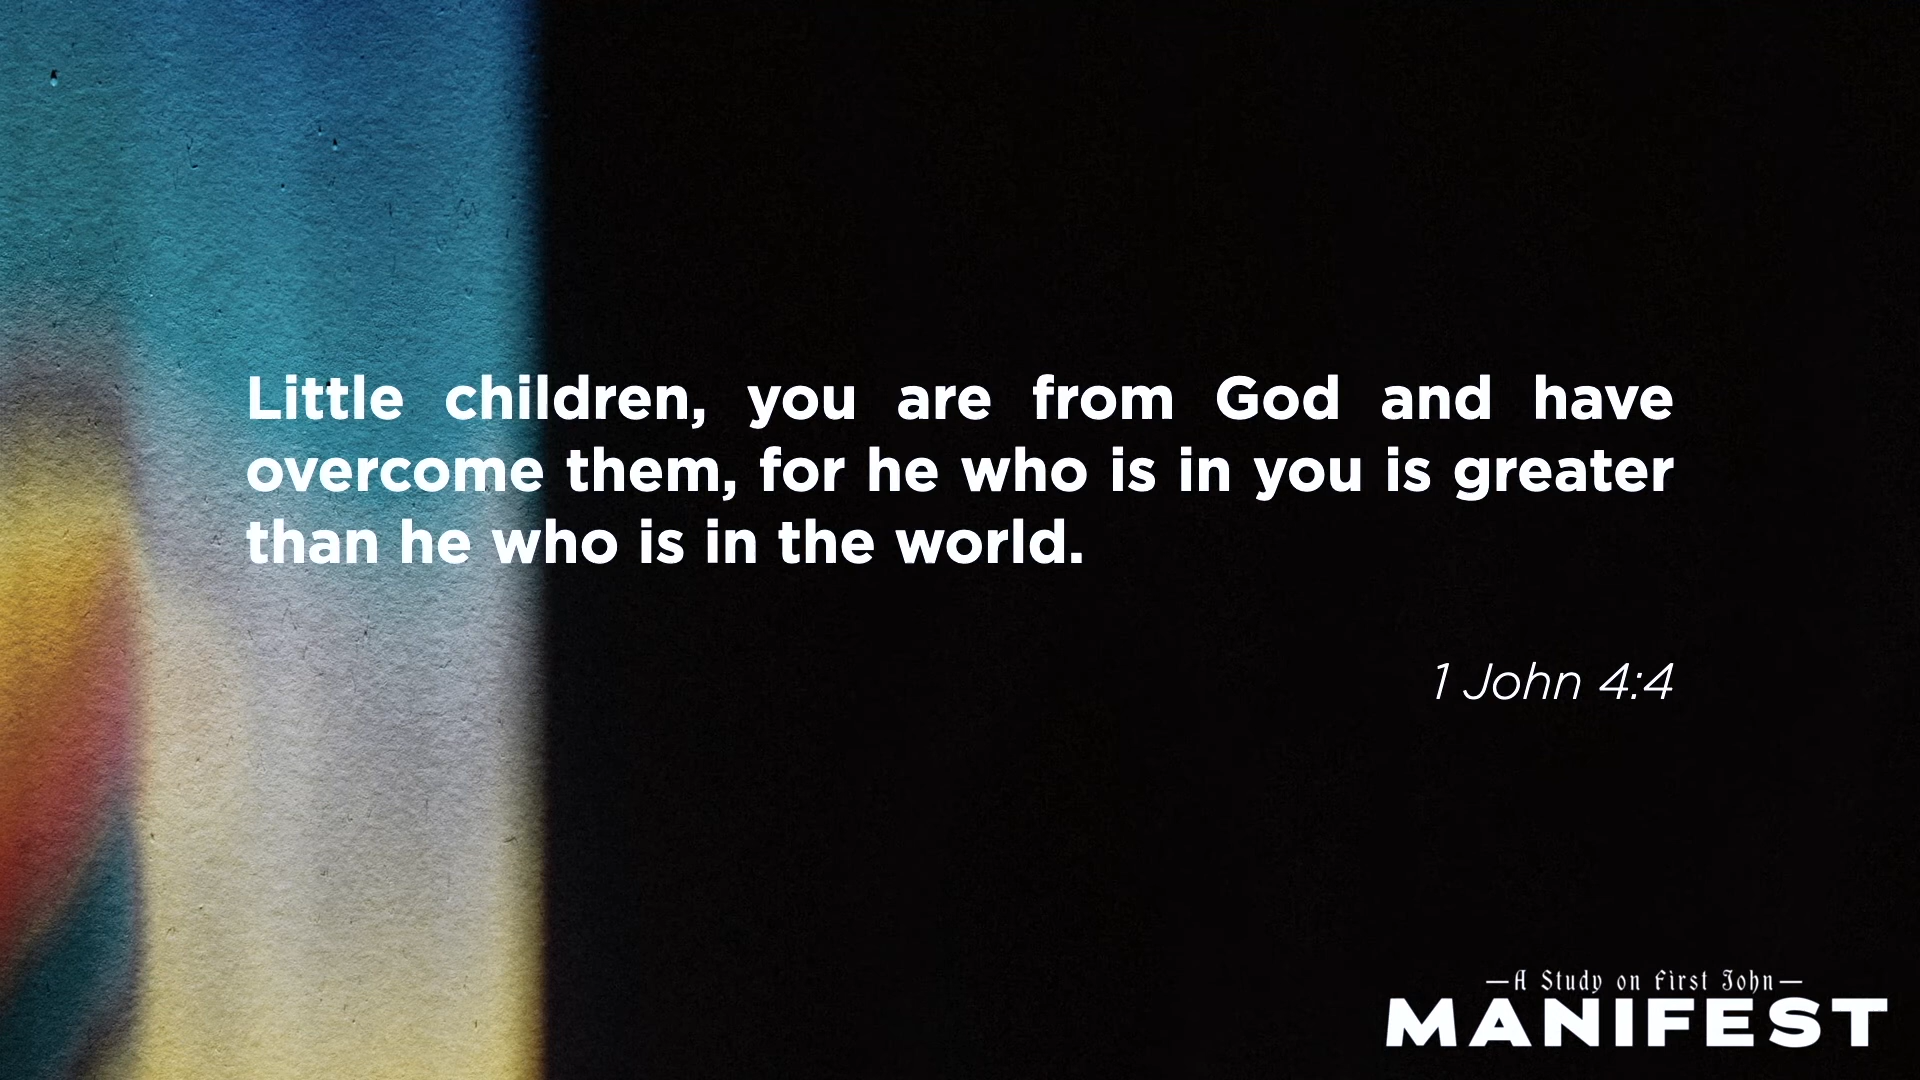 Little children, you are from God and have
overcome them, for he who is in you is greater
than he who is in the world.
1 John 4:4
—A Study on First John—
MANIFEST